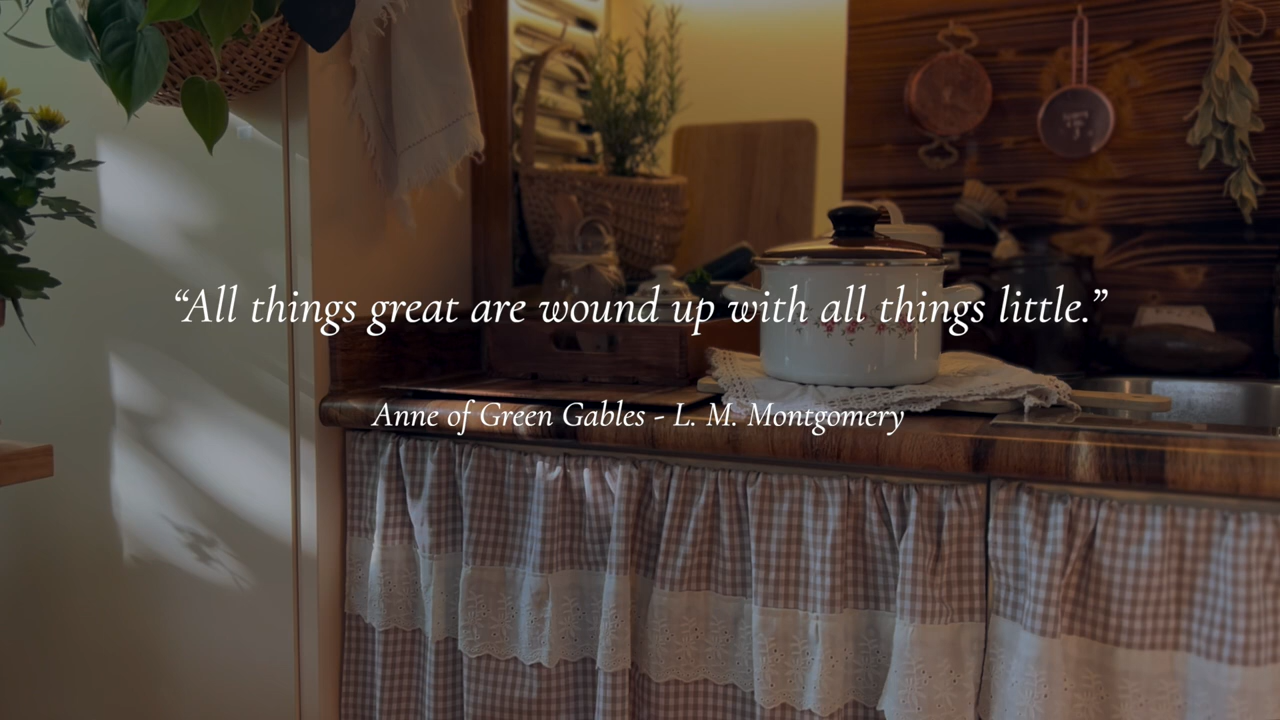 “All things great are wound up with all things little.”
Anne of Green Gables - L. M. Montgomery